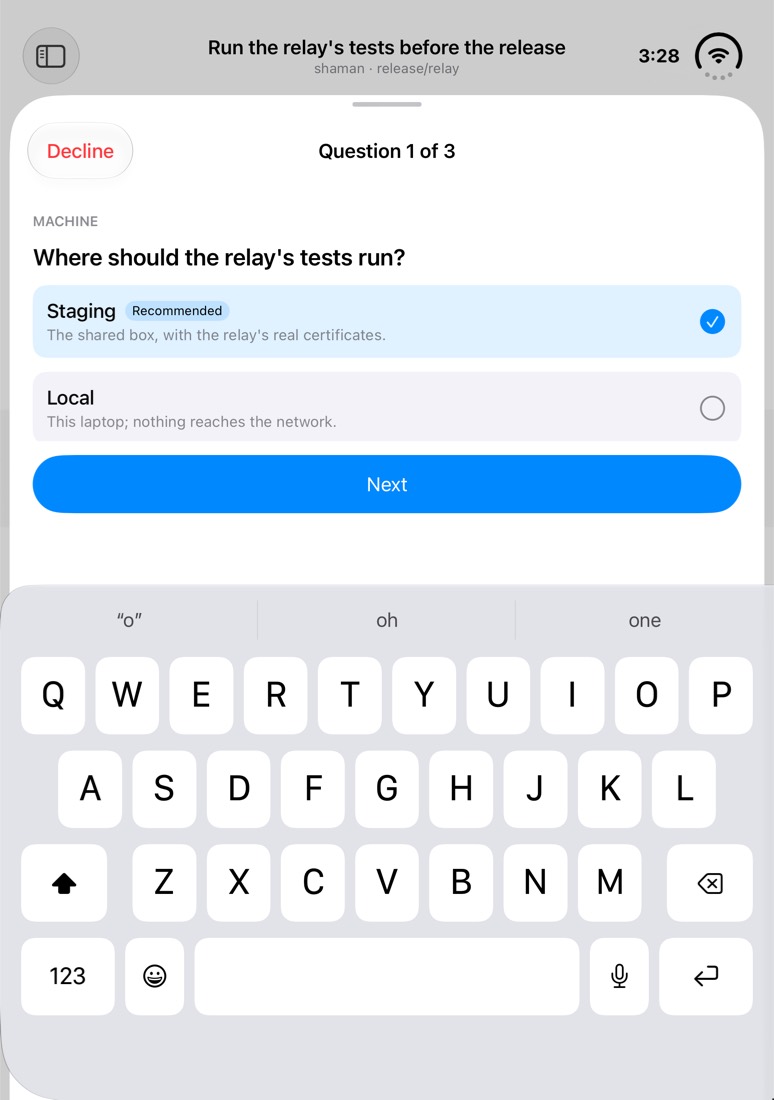 Run the relay's tests before the release
shaman · release/relay
3:28
Decline
Question 1 of 3
MACHINE
Where should the relay's tests run?
Staging
Recommended
The shared box, with the relay's real certificates.
Local
This laptop; nothing reaches the network.
Next
“o”
oh
one
Q W E R T Y U I O P
A S D F G H J K L
Z X C V B N M
123